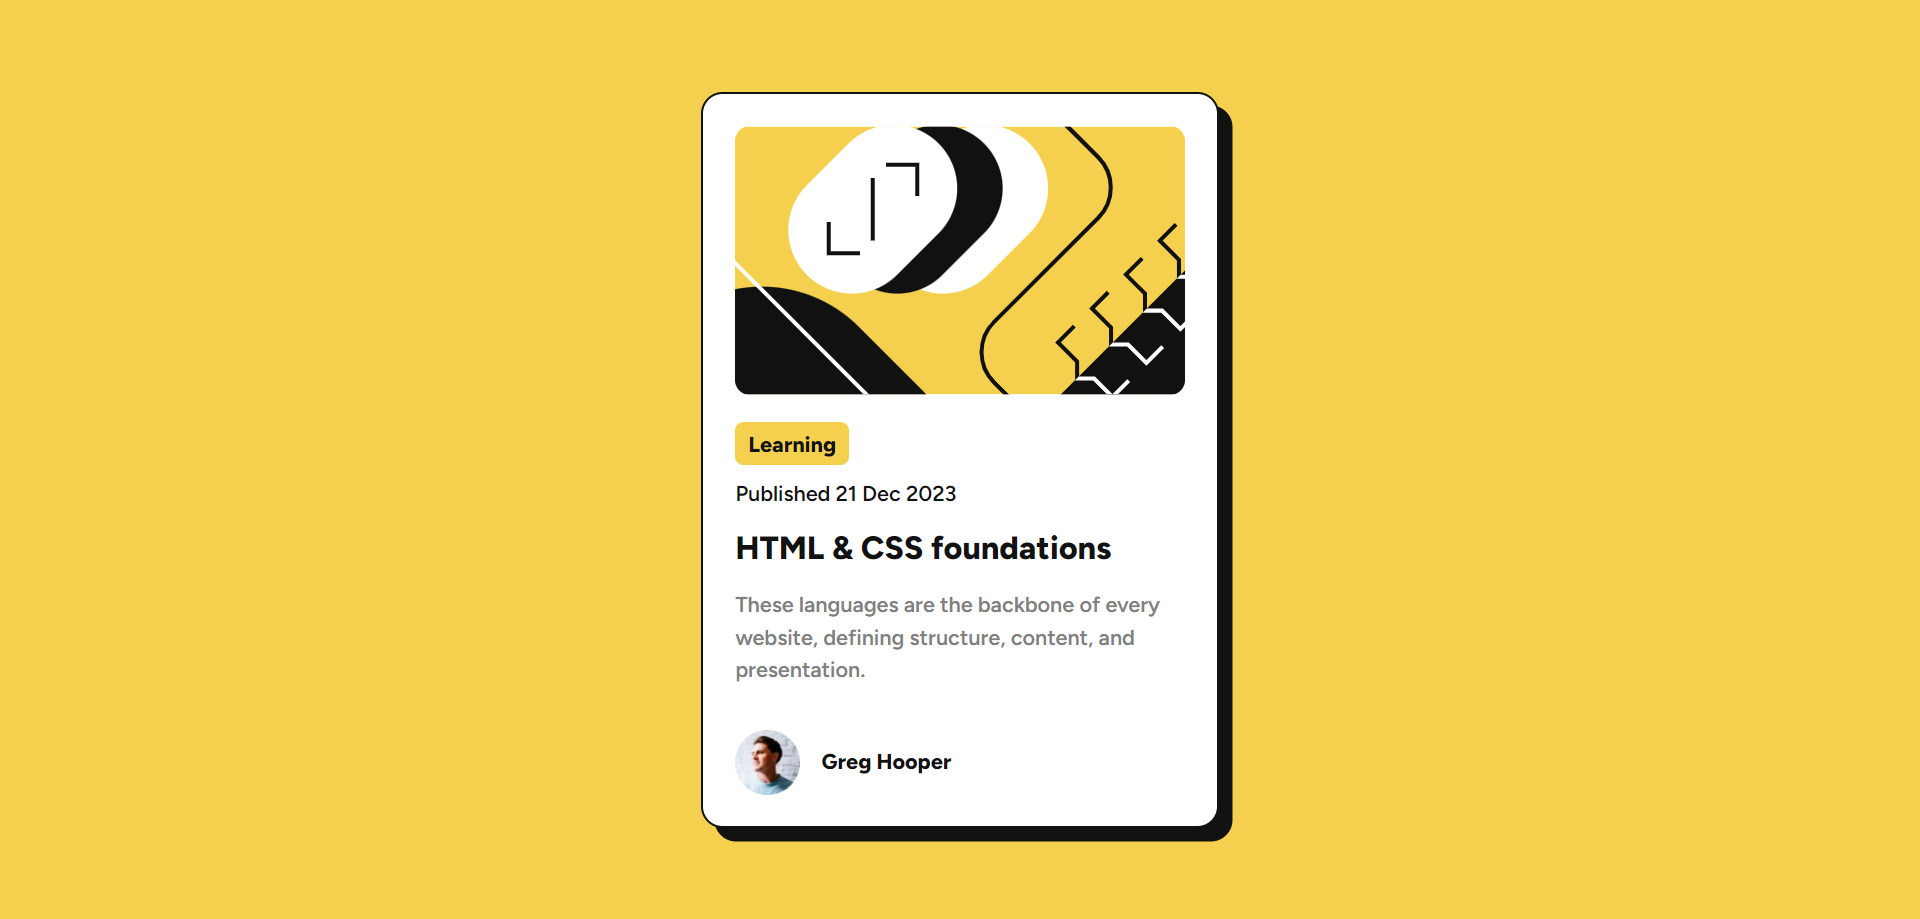 Learning
Published 21 Dec 2023
HTML & CSS foundations
These languages are the backbone of every
website, defining structure, content, and
presentation.
Greg Hooper